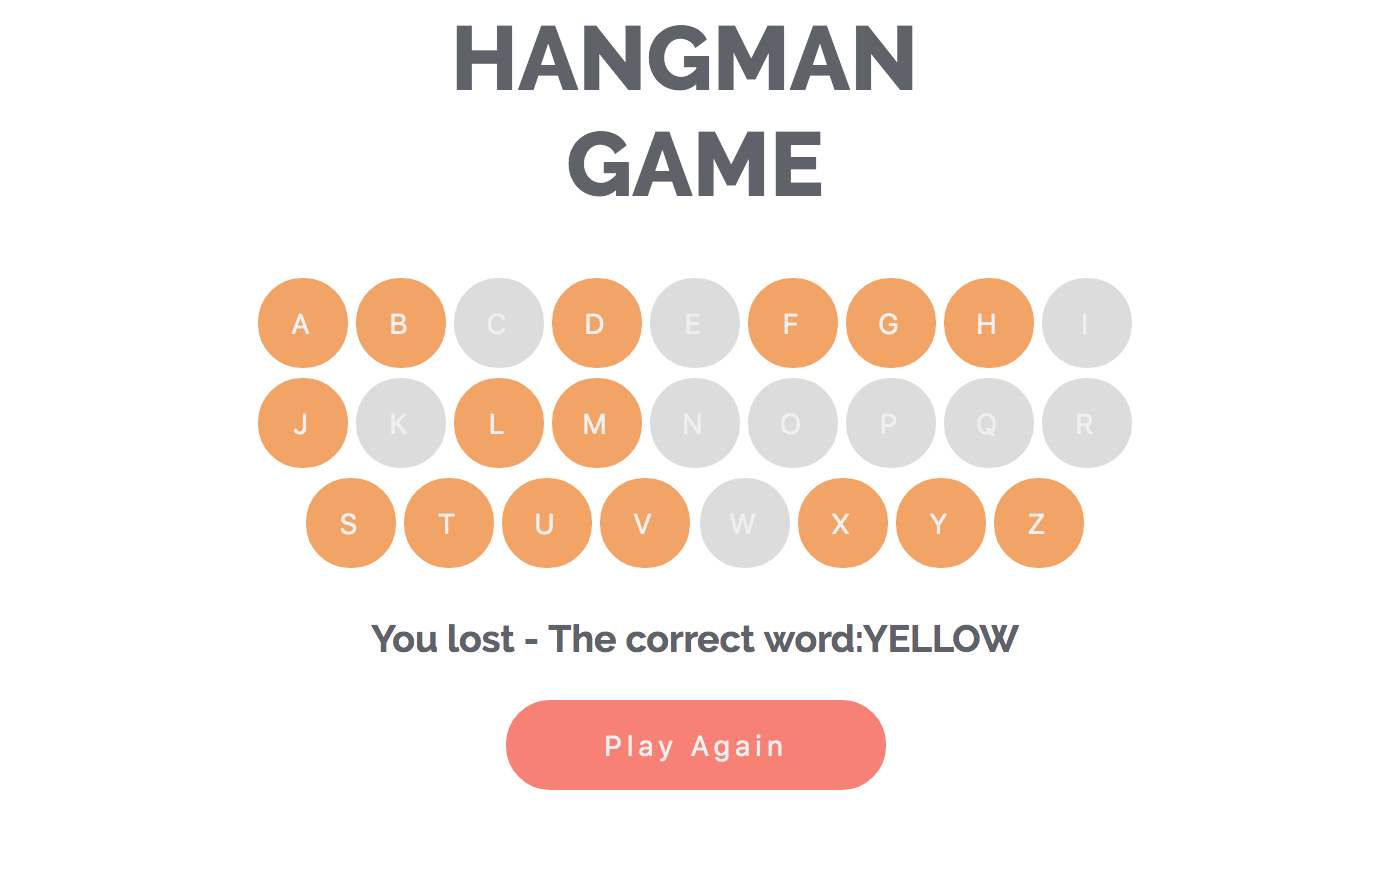 HANGMAN
GAME
A B C D E F G H I
J K L M N O P Q R
S T U V W X Y Z
You lost - The correct word:YELLOW
Play Again